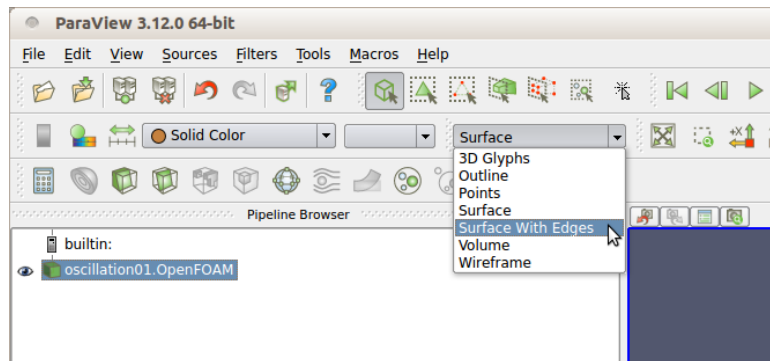 ParaView 3.12.0 64-bit
File Edit View Sources Filters Tools Macros Help
?
Solid Color
Surface
+X
3D Glyphs
Outline
Points
Surface
Surface With Edges
Volume
Wireframe
Pipeline Browser
builtin:
oscillation01.OpenFOAM